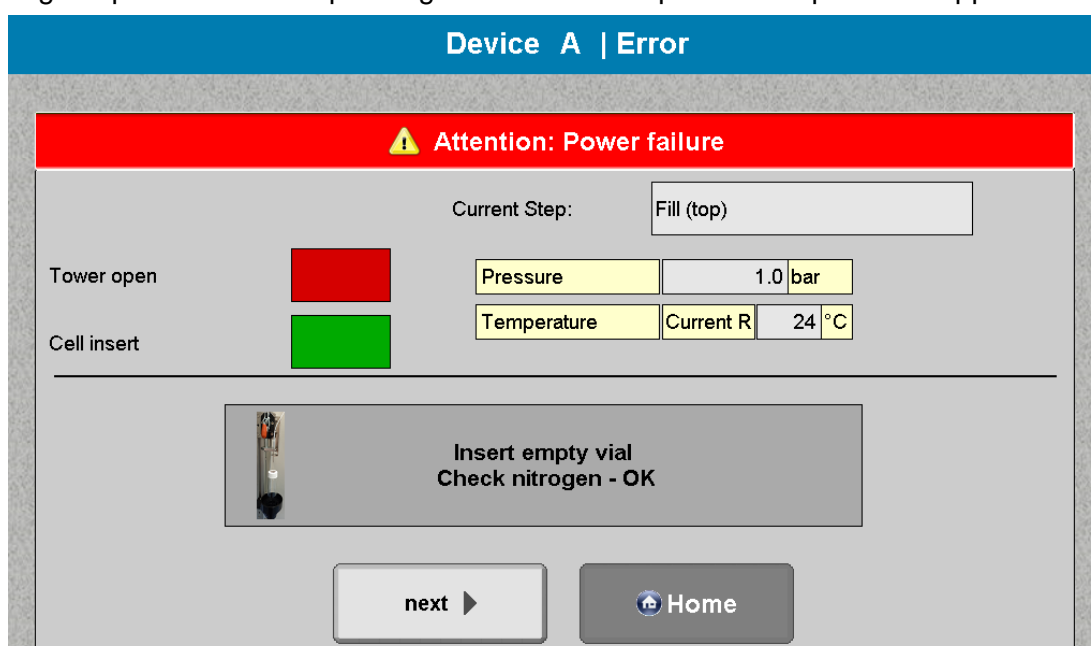 Device A | Error
Attention: Power failure
Current Step: Fill (top)
Tower open
Pressure 1.0 bar
Temperature Current R 24 °C
Cell insert
Insert empty vial
Check nitrogen - OK
next Home